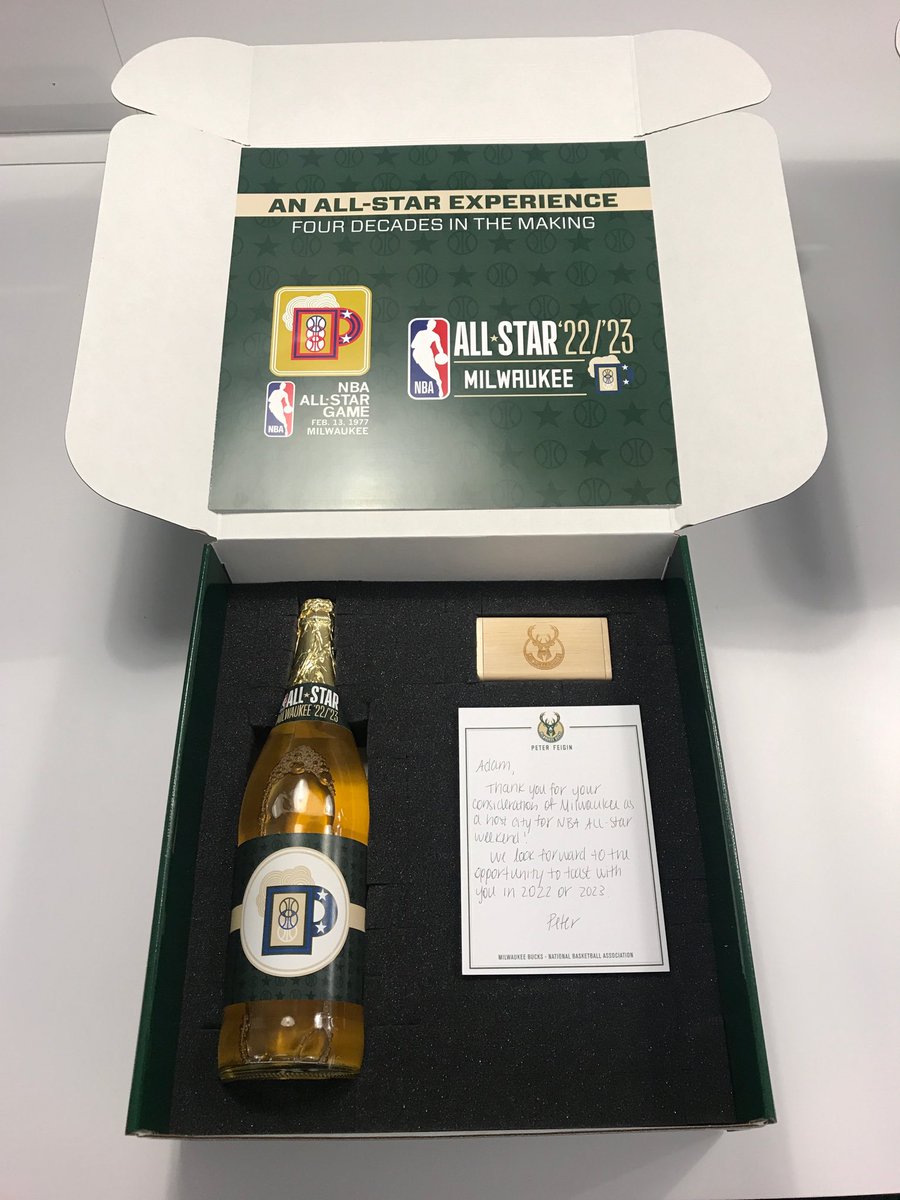 AN ALL-STAR EXPERIENCE
FOUR DECADES IN THE MAKING
NBA
NBA
ALL-STAR
GAME
FEB. 13, 1977
MILWAUKEE
NBA
ALL★STAR '22/'23
MILWAUKEE
ALL★STAR
MILWAUKEE '22/'23
PETER FEIGIN
Adam,
Thank you for your
consideration of Milwaukee as
a host city for NBA All-Star
weekend!
We look forward to the
opportunity to toast with
you in 2022 or 2023.
Peter
MILWAUKEE BUCKS - NATIONAL BASKETBALL ASSOCIATION